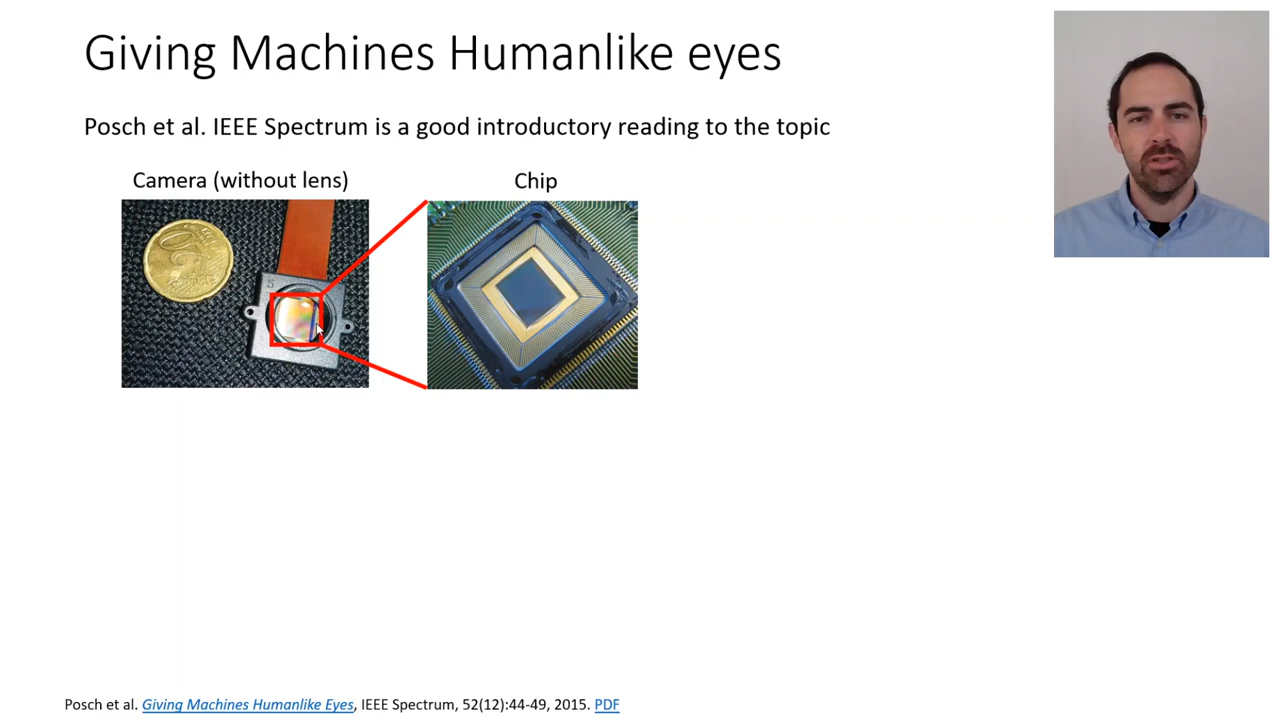 Giving Machines Humanlike eyes
Posch et al. IEEE Spectrum is a good introductory reading to the topic
Camera (without lens)
Chip
20
Posch et al. Giving Machines Humanlike Eyes, IEEE Spectrum, 52(12):44-49, 2015. PDF